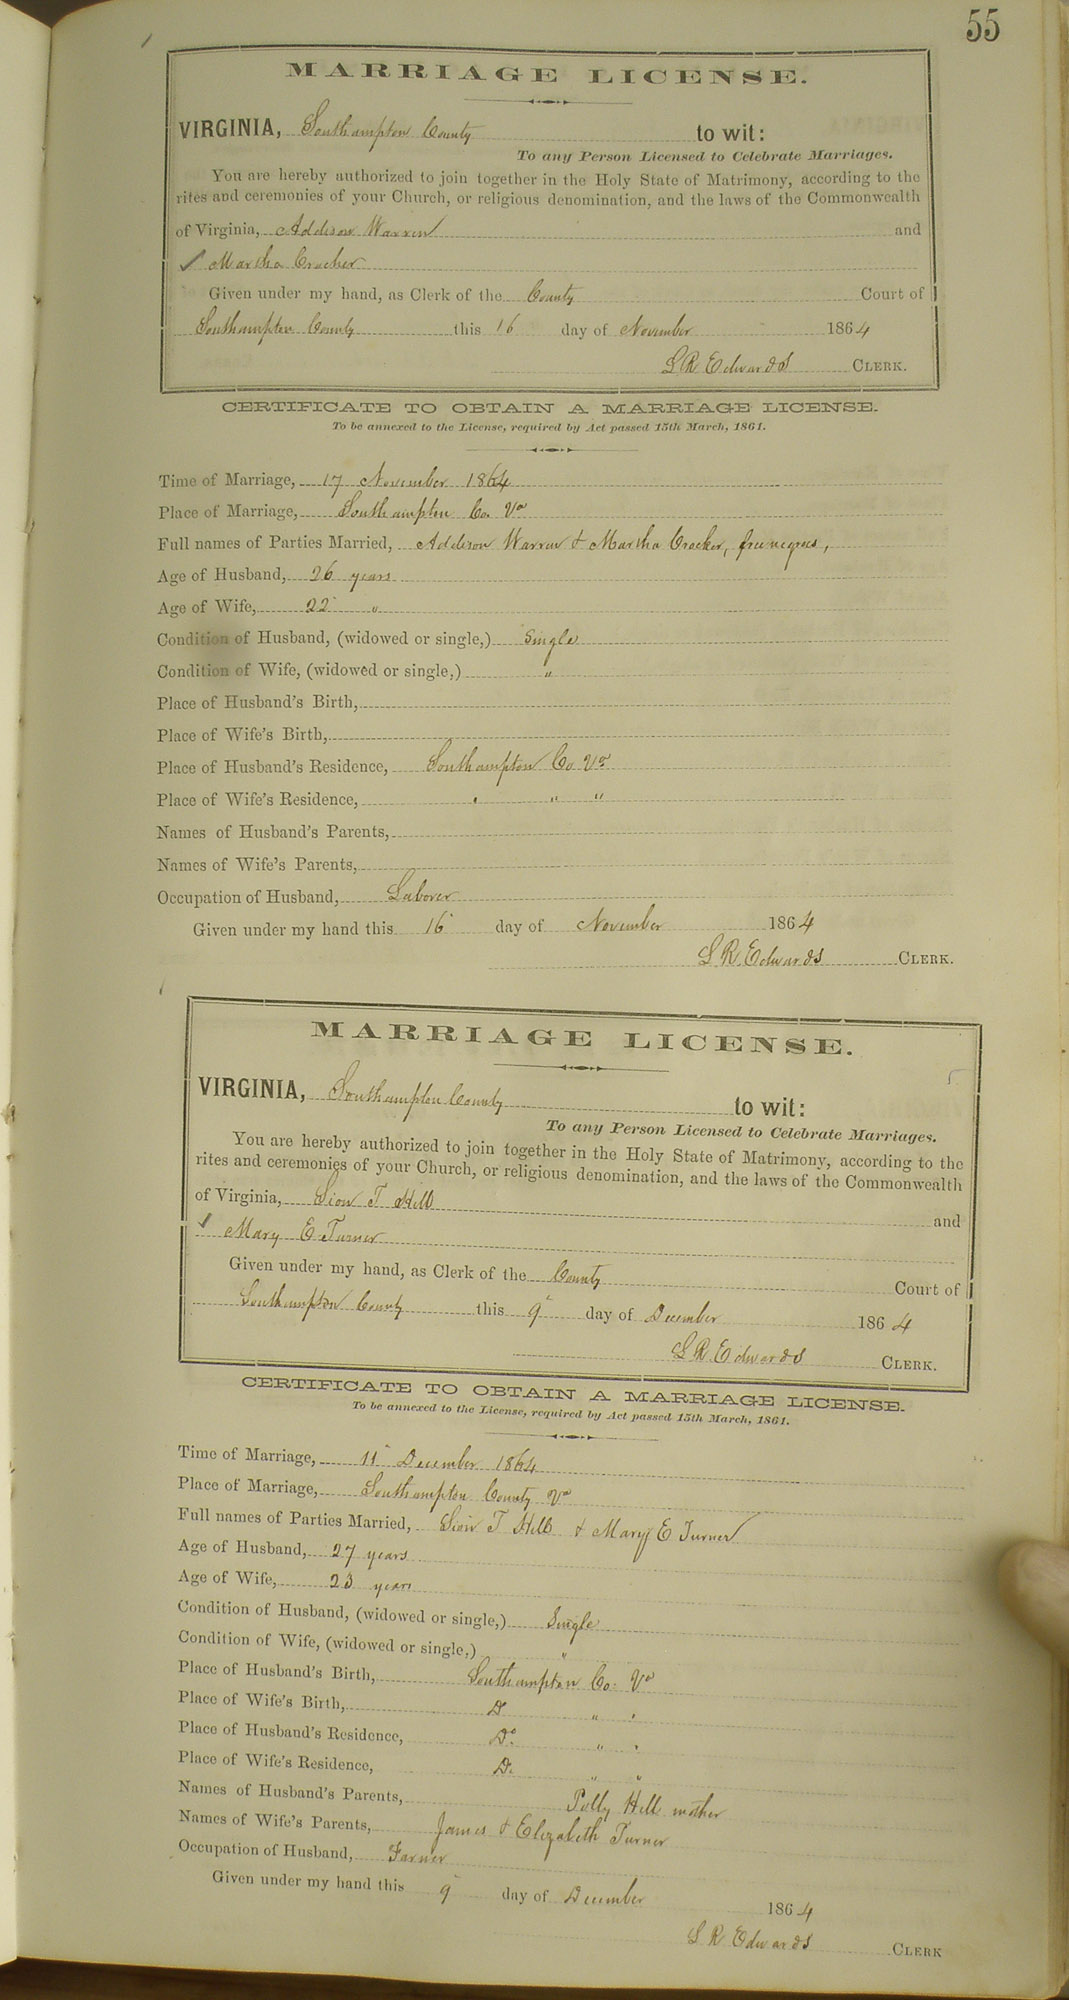 55
MARRIAGE LICENSE.
VIRGINIA, Southampton County to wit:
To any Person Licensed to Celebrate Marriages.
You are hereby authorized to join together in the Holy State of Matrimony, according to the
rites and ceremonies of your Church, or religious denomination, and the laws of the Commonwealth
of Virginia, Addison Warren and
✓ Martha Crocker
Given under my hand, as Clerk of the County Court of
Southampton County this 16 day of November 1864
L R Edwards CLERK.
CERTIFICATE TO OBTAIN A MARRIAGE LICENSE.
To be annexed to the License, required by Act passed 15th March, 1861.
Time of Marriage, 17 November 1864
Place of Marriage, Southampton Co. Va
Full names of Parties Married, Addison Warren & Martha Crocker, free negroes,
Age of Husband, 26 years
Age of Wife, 22 "
Condition of Husband, (widowed or single,) Single
Condition of Wife, (widowed or single,) "
Place of Husband's Birth,
Place of Wife's Birth,
Place of Husband's Residence, Southampton Co Va
Place of Wife's Residence, " " "
Names of Husband's Parents,
Names of Wife's Parents,
Occupation of Husband, Laborer
Given under my hand this 16 day of November 1864
L R Edwards CLERK.
MARRIAGE LICENSE.
VIRGINIA, Southampton County to wit:
To any Person Licensed to Celebrate Marriages.
You are hereby authorized to join together in the Holy State of Matrimony, according to the
rites and ceremonies of your Church, or religious denomination, and the laws of the Commonwealth
of Virginia, Sion T Hill and
✓ Mary E Turner
Given under my hand, as Clerk of the County Court of
Southampton County this 9 day of December 1864
L R Edwards CLERK.
CERTIFICATE TO OBTAIN A MARRIAGE LICENSE.
To be annexed to the License, required by Act passed 15th March, 1861.
Time of Marriage, 11 December 1864
Place of Marriage, Southampton County Va
Full names of Parties Married, Sion T Hill & Mary E Turner
Age of Husband, 27 years
Age of Wife, 23 years
Condition of Husband, (widowed or single,) Single
Condition of Wife, (widowed or single,) "
Place of Husband's Birth, Southampton Co. Va
Place of Wife's Birth, Do " "
Place of Husband's Residence, Do " "
Place of Wife's Residence, Do " "
Names of Husband's Parents, Polly Hill mother
Names of Wife's Parents, James & Elizabeth Turner
Occupation of Husband, Farmer
Given under my hand this 9 day of December 1864
L R Edwards CLERK